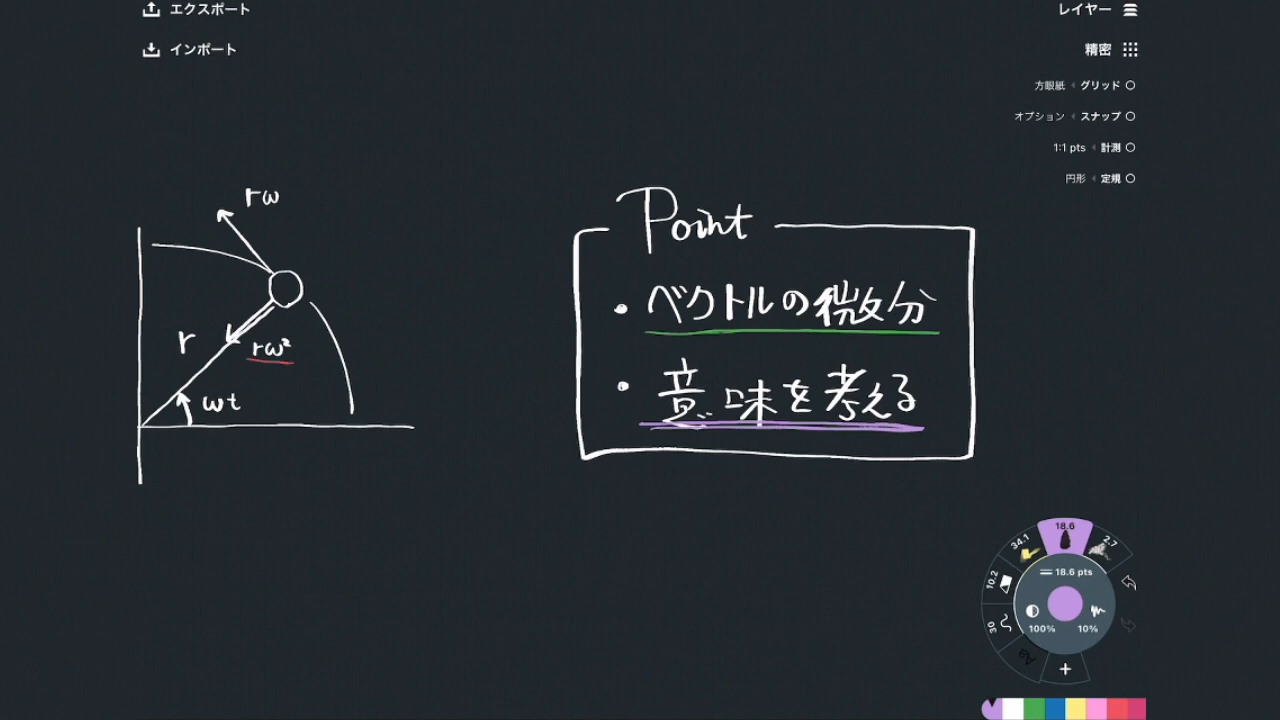 エクスポート
インポート
レイヤー
精密
方眼紙 グリッド
オプション スナップ
1:1 pts 計測
円形 定規
rω
r
rω²
ωt
Point
・ベクトルの微分
・意味を考える
18.6
34.1
2.7
10.2
18.6 pts
30
100%
10%
Aa
+